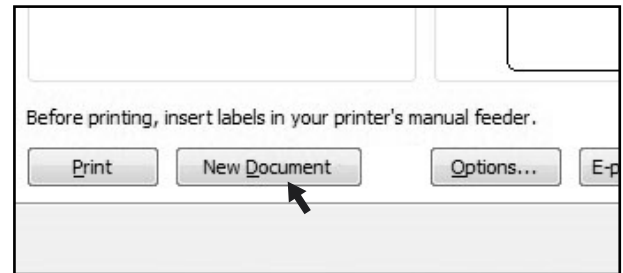 Before printing, insert labels in your printer's manual feeder.
Print New Document Options... E-p